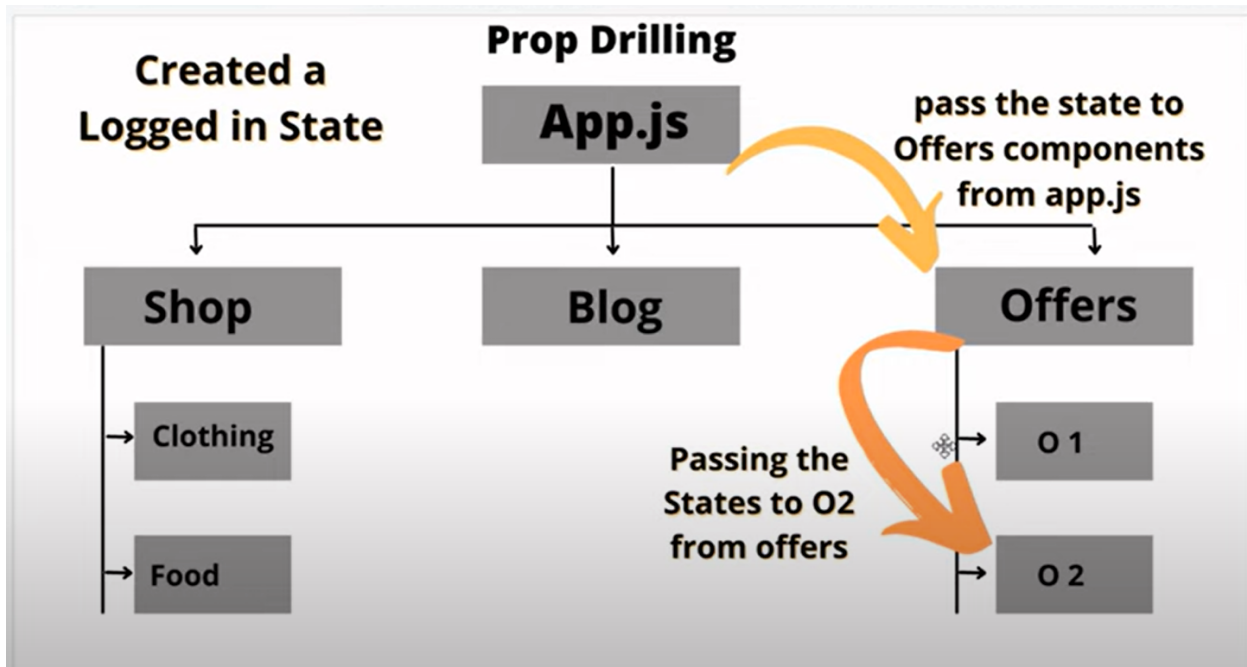 Prop Drilling
Created a
Logged in State
App.js
pass the state to
Offers components
from app.js
Shop
Blog
Offers
Clothing
O 1
Passing the
States to O2
from offers
Food
O 2